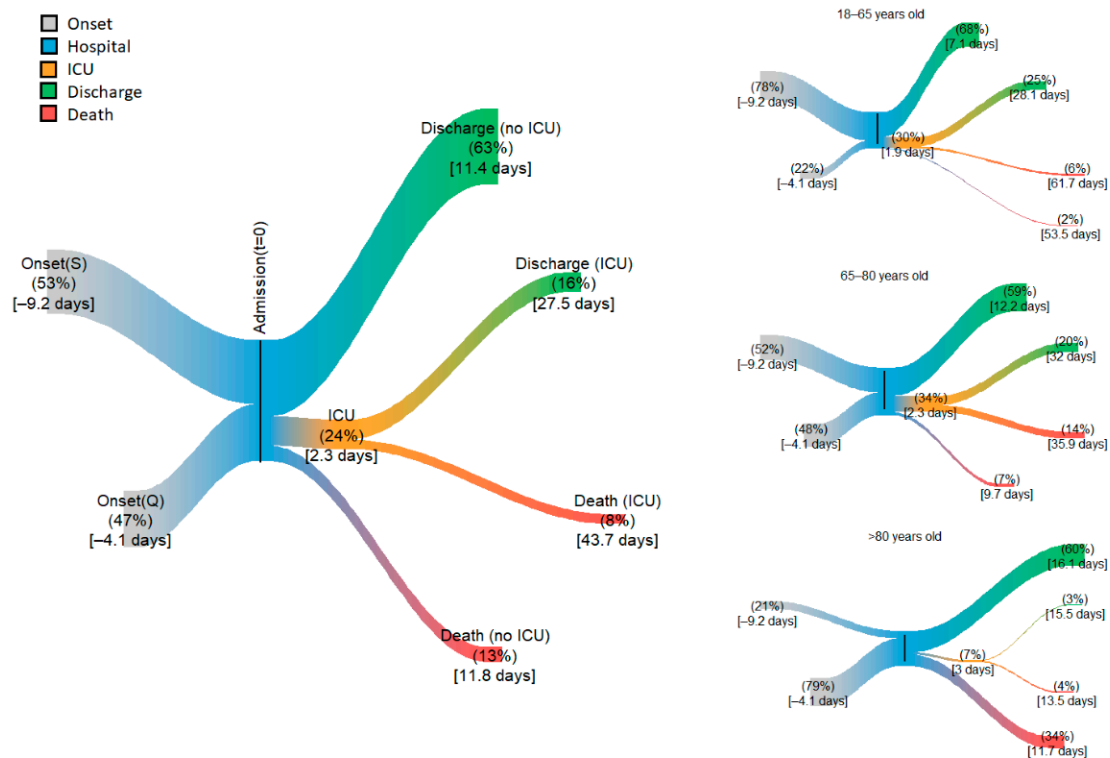 Onset
Hospital
ICU
Discharge
Death
Discharge (no ICU)
(63%)
[11.4 days]
Admission(t=0)
Onset(S)
(53%)
[–9.2 days]
Discharge (ICU)
(16%)
[27.5 days]
ICU
(24%)
[2.3 days]
Onset(Q)
(47%)
[–4.1 days]
Death (ICU)
(8%)
[43.7 days]
Death (no ICU)
(13%)
[11.8 days]
18–65 years old
(68%)
[7.1 days]
(78%)
[–9.2 days]
(25%)
[28.1 days]
(30%)
[1.9 days]
(22%)
[–4.1 days]
(6%)
[61.7 days]
(2%)
[53.5 days]
65–80 years old
(59%)
[12.2 days]
(52%)
[–9.2 days]
(20%)
[32 days]
(34%)
[2.3 days]
(48%)
[–4.1 days]
(14%)
[35.9 days]
(7%)
[9.7 days]
>80 years old
(60%)
[16.1 days]
(21%)
[–9.2 days]
(3%)
[15.5 days]
(7%)
[3 days]
(79%)
[–4.1 days]
(4%)
[13.5 days]
(34%)
[11.7 days]